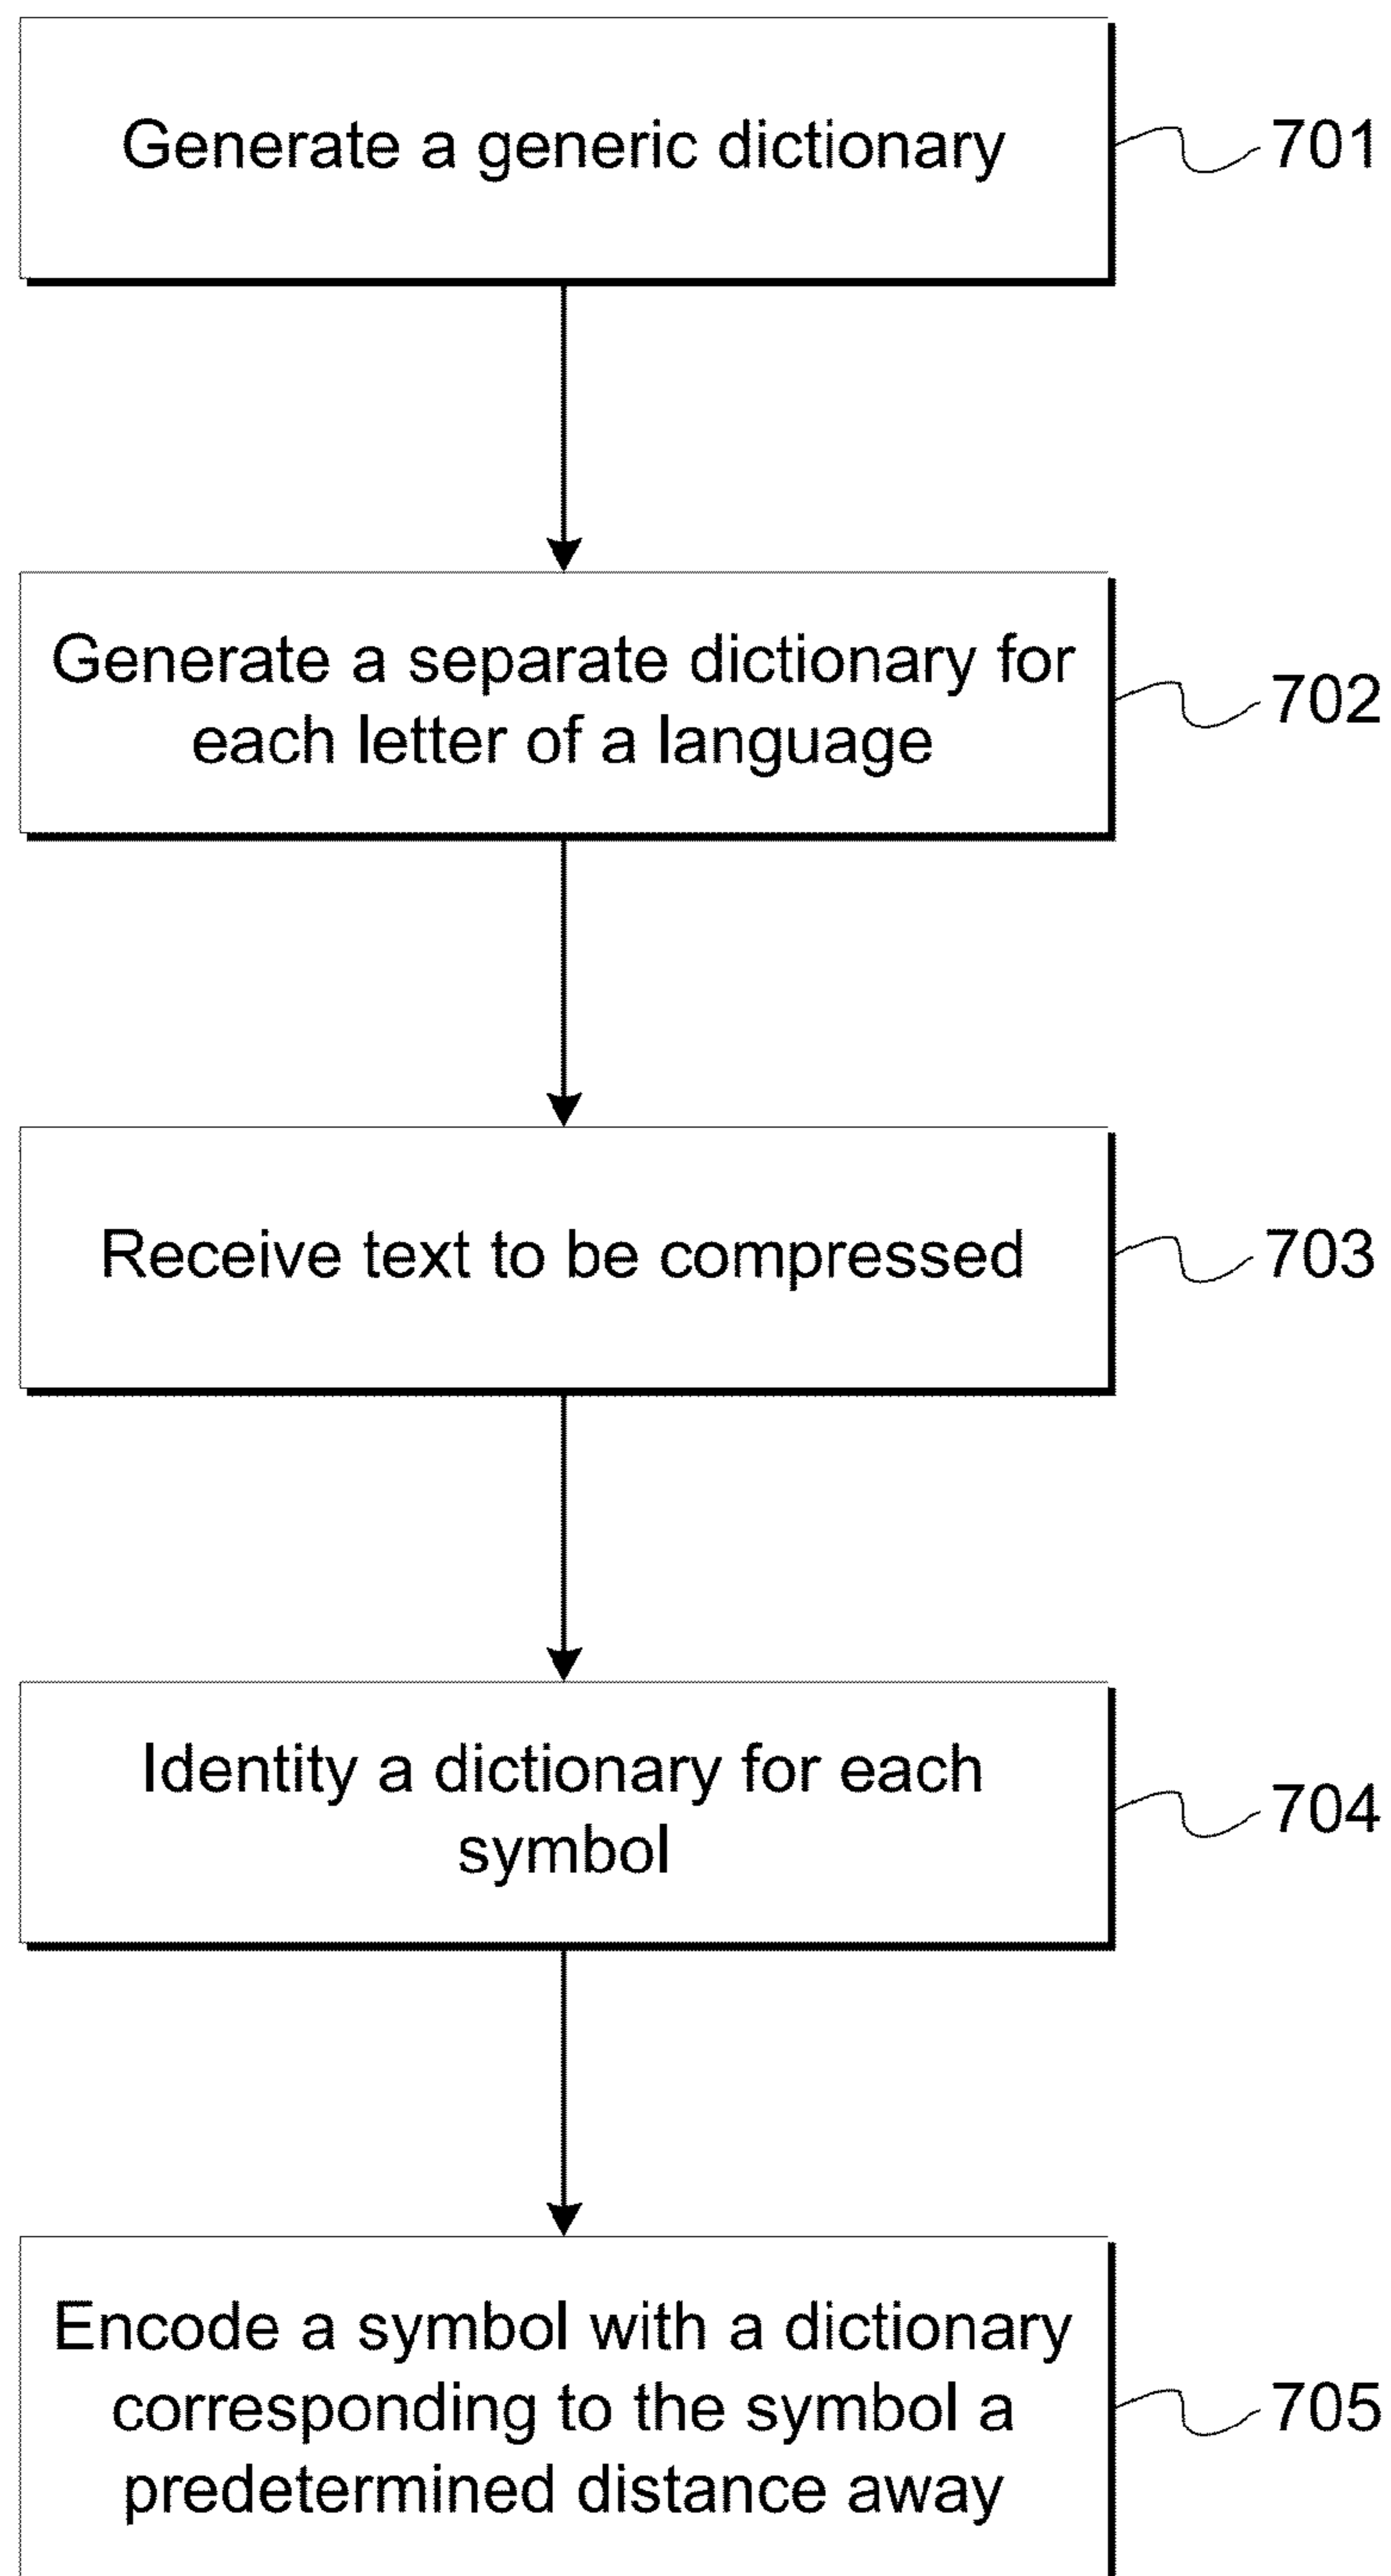 Generate a generic dictionary
701
Generate a separate dictionary for
each letter of a language
702
Receive text to be compressed
703
Identity a dictionary for each
symbol
704
Encode a symbol with a dictionary
corresponding to the symbol a
predetermined distance away
705